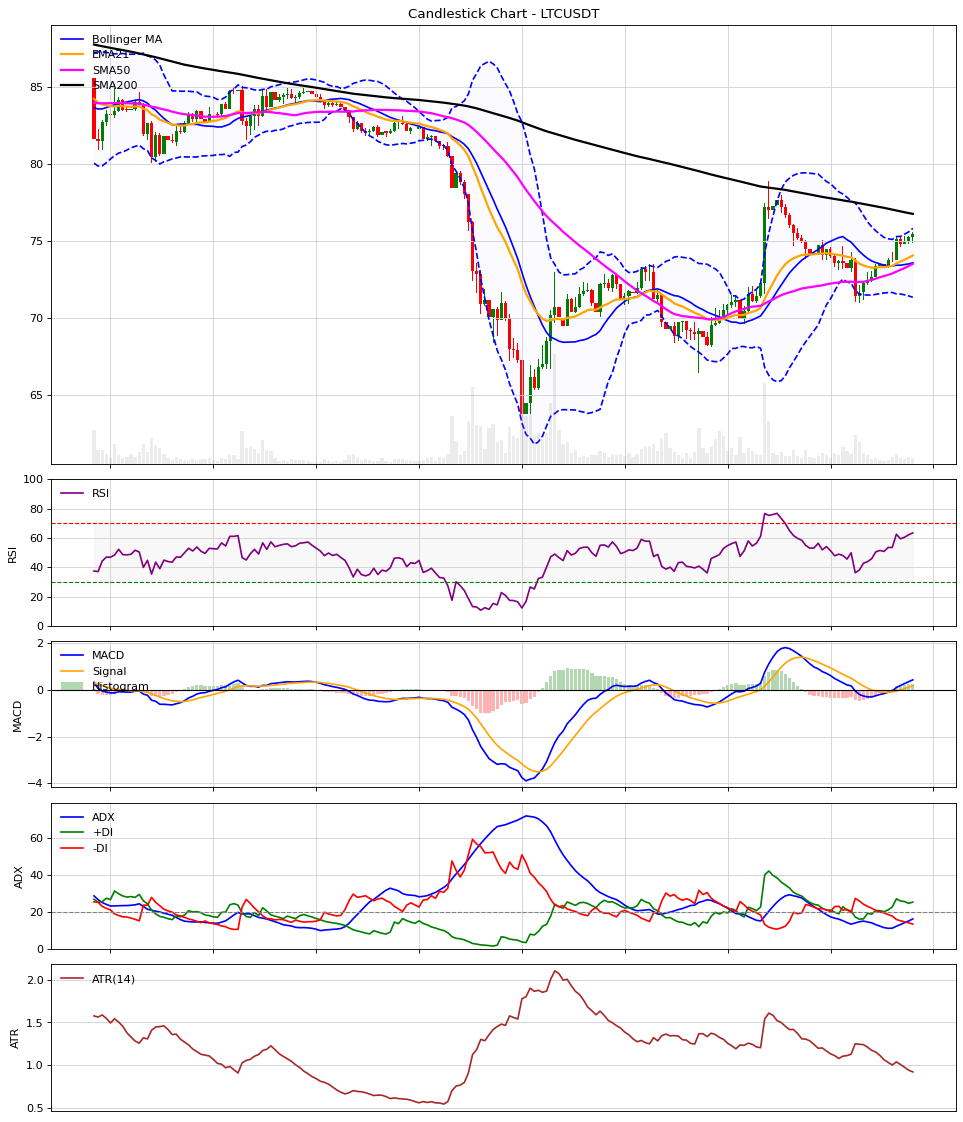 Candlestick Chart - LTCUSDT
Bollinger MA
EMA21
SMA50
SMA200
85
80
75
70
65
RSI
100
80
60
40
20
0
RSI
MACD
Signal
Histogram
2
0
−2
−4
MACD
ADX
+DI
-DI
60
40
20
0
ADX
ATR(14)
2.0
1.5
1.0
0.5
ATR